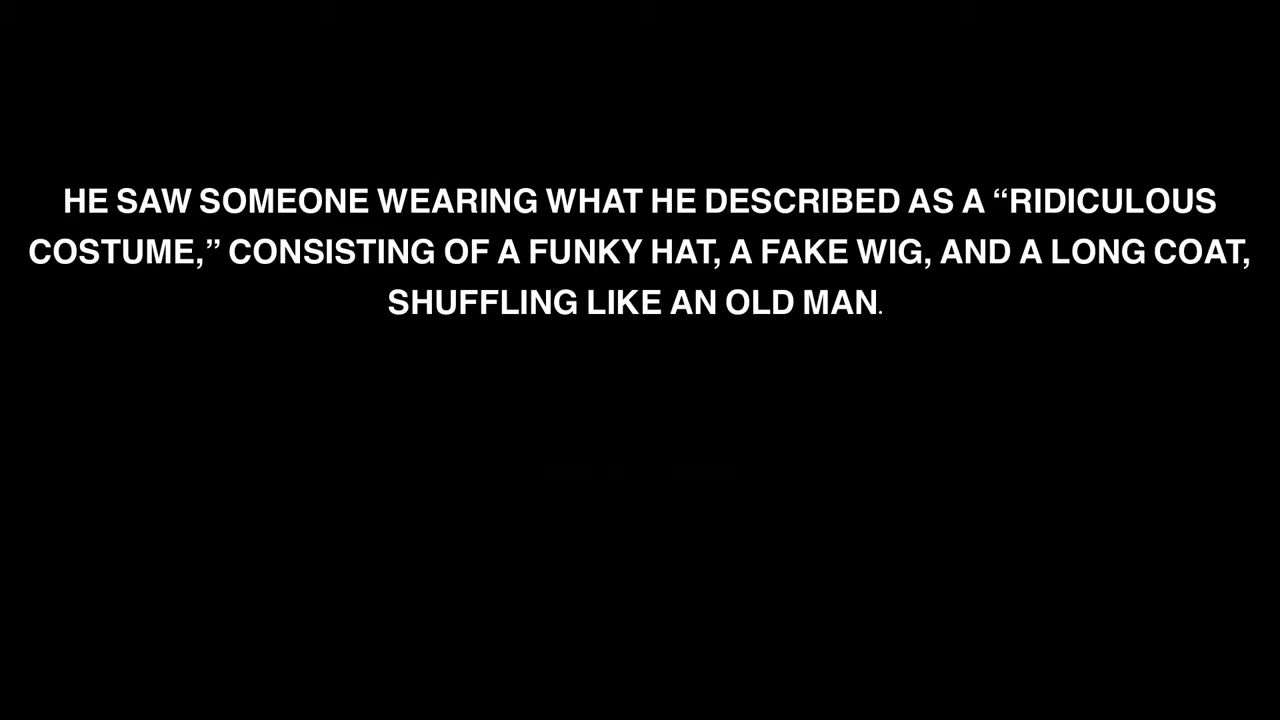 HE SAW SOMEONE WEARING WHAT HE DESCRIBED AS A “RIDICULOUS
COSTUME,” CONSISTING OF A FUNKY HAT, A FAKE WIG, AND A LONG COAT,
SHUFFLING LIKE AN OLD MAN.